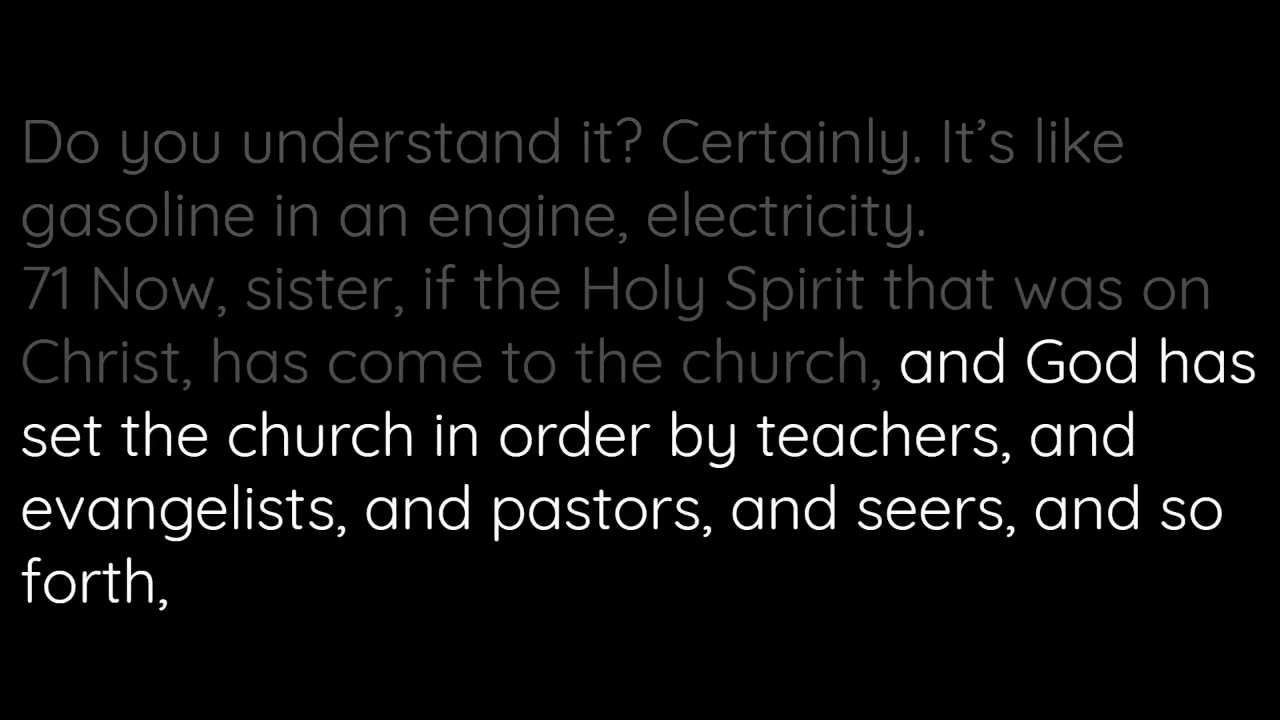 Do you understand it? Certainly. It’s like
gasoline in an engine, electricity.
71 Now, sister, if the Holy Spirit that was on
Christ, has come to the church, and God has
set the church in order by teachers, and
evangelists, and pastors, and seers, and so
forth,